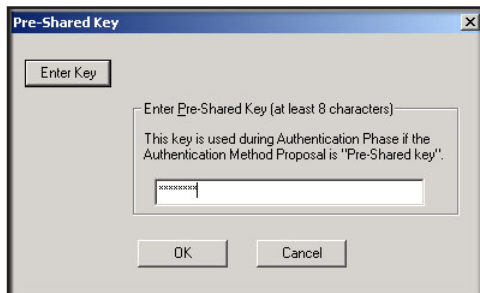 Pre-Shared Key
Enter Key
Enter Pre-Shared Key (at least 8 characters)
This key is used during Authentication Phase if the
Authentication Method Proposal is "Pre-Shared key".
********
OK Cancel